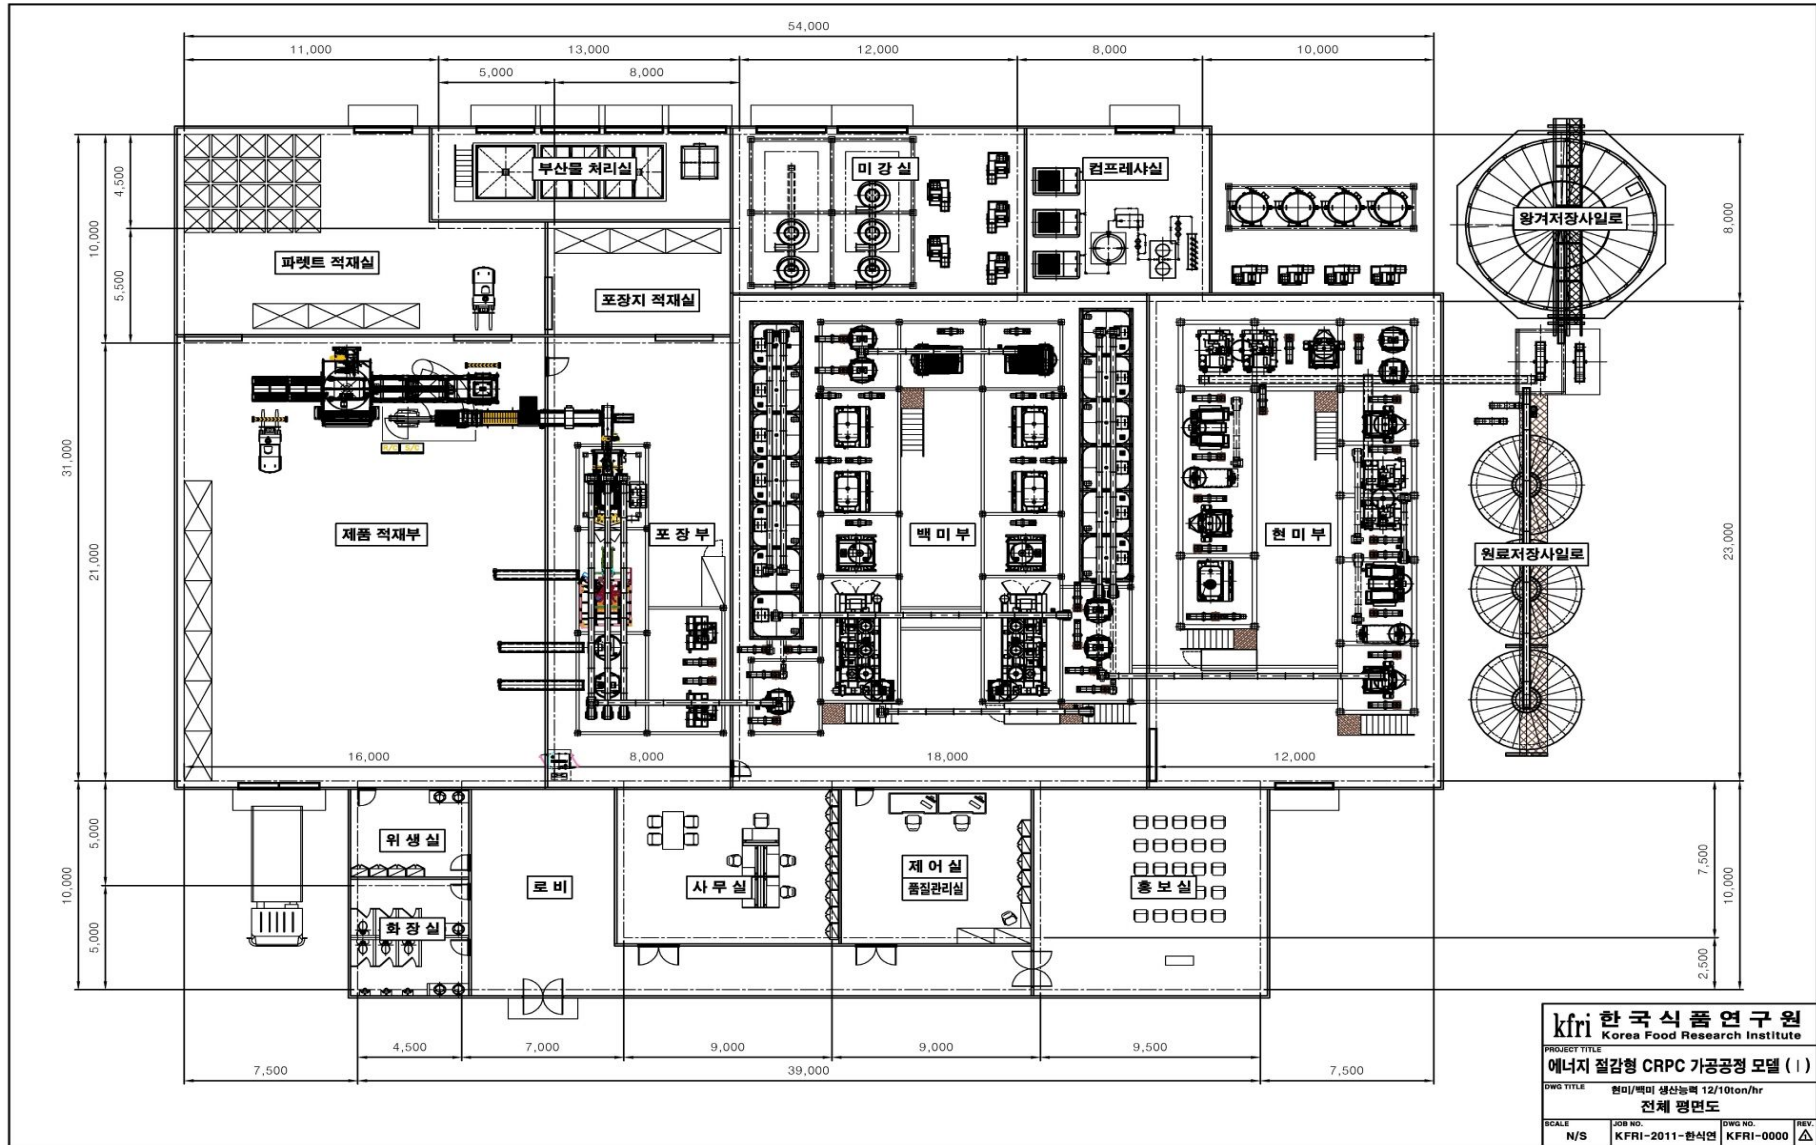 54,000
11,000
13,000
12,000
8,000
10,000
5,000
8,000
4,500
10,000
5,500
31,000
21,000
8,000
23,000
부산물 처리실
미 강 실
컴프레샤실
왕겨저장사일로
파렛트 적재실
포장지 적재실
제품 적재부
포 장 부
백 미 부
현 미 부
원료저장사일로
16,000
8,000
18,000
12,000
5,000
10,000
5,000
7,500
10,000
2,500
위 생 실
로 비
사 무 실
제 어 실
품질관리실
홍 보 실
화 장 실
4,500
7,000
9,000
9,000
9,500
7,500
39,000
7,500
kfri 한국식품연구원
Korea Food Research Institute
PROJECT TITLE
에너지 절감형 CRPC 가공공정 모델 (Ⅰ)
DWG TITLE
현미/백미 생산능력 12/10ton/hr
전체 평면도
SCALE
N/S
JOB NO.
KFRI-2011-한식연
DWG NO.
KFRI-0000
REV.